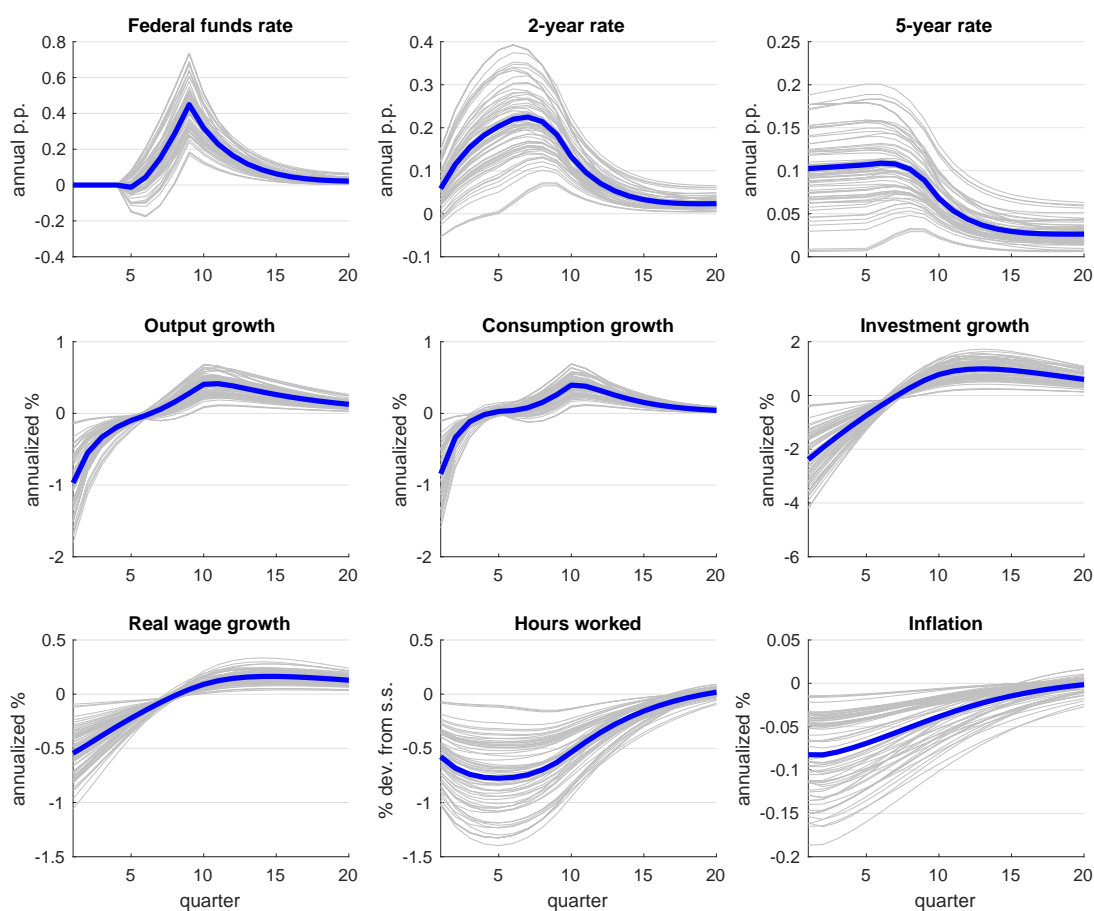 Federal funds rate
annual p.p.
0.8
0.6
0.4
0.2
0
-0.2
-0.4
5 10 15 20
2-year rate
annual p.p.
0.4
0.3
0.2
0.1
0
-0.1
5 10 15 20
5-year rate
annual p.p.
0.25
0.2
0.15
0.1
0.05
0
5 10 15 20
Output growth
annualized %
1
0
-1
-2
5 10 15 20
Consumption growth
annualized %
1
0
-1
-2
5 10 15 20
Investment growth
annualized %
2
0
-2
-4
-6
5 10 15 20
Real wage growth
annualized %
0.5
0
-0.5
-1
-1.5
5 10 15 20
quarter
Hours worked
% dev. from s.s.
0.5
0
-0.5
-1
-1.5
5 10 15 20
quarter
Inflation
annualized %
0.05
0
-0.05
-0.1
-0.15
-0.2
5 10 15 20
quarter